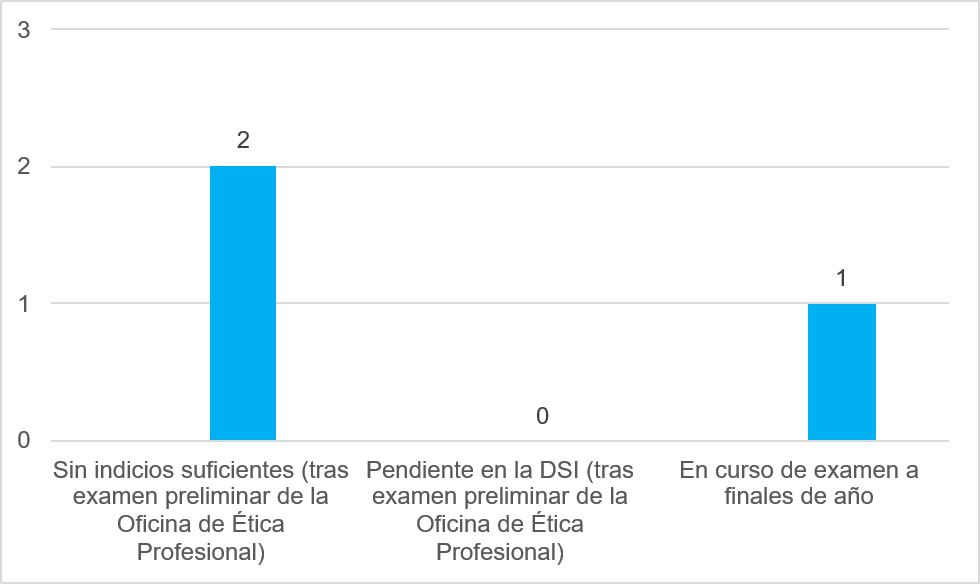 3
2
2
1
1
0
0
Sin indicios suficientes (tras
examen preliminar de la
Oficina de Ética
Profesional)
Pendiente en la DSI (tras
examen preliminar de la
Oficina de Ética
Profesional)
En curso de examen a
finales de año